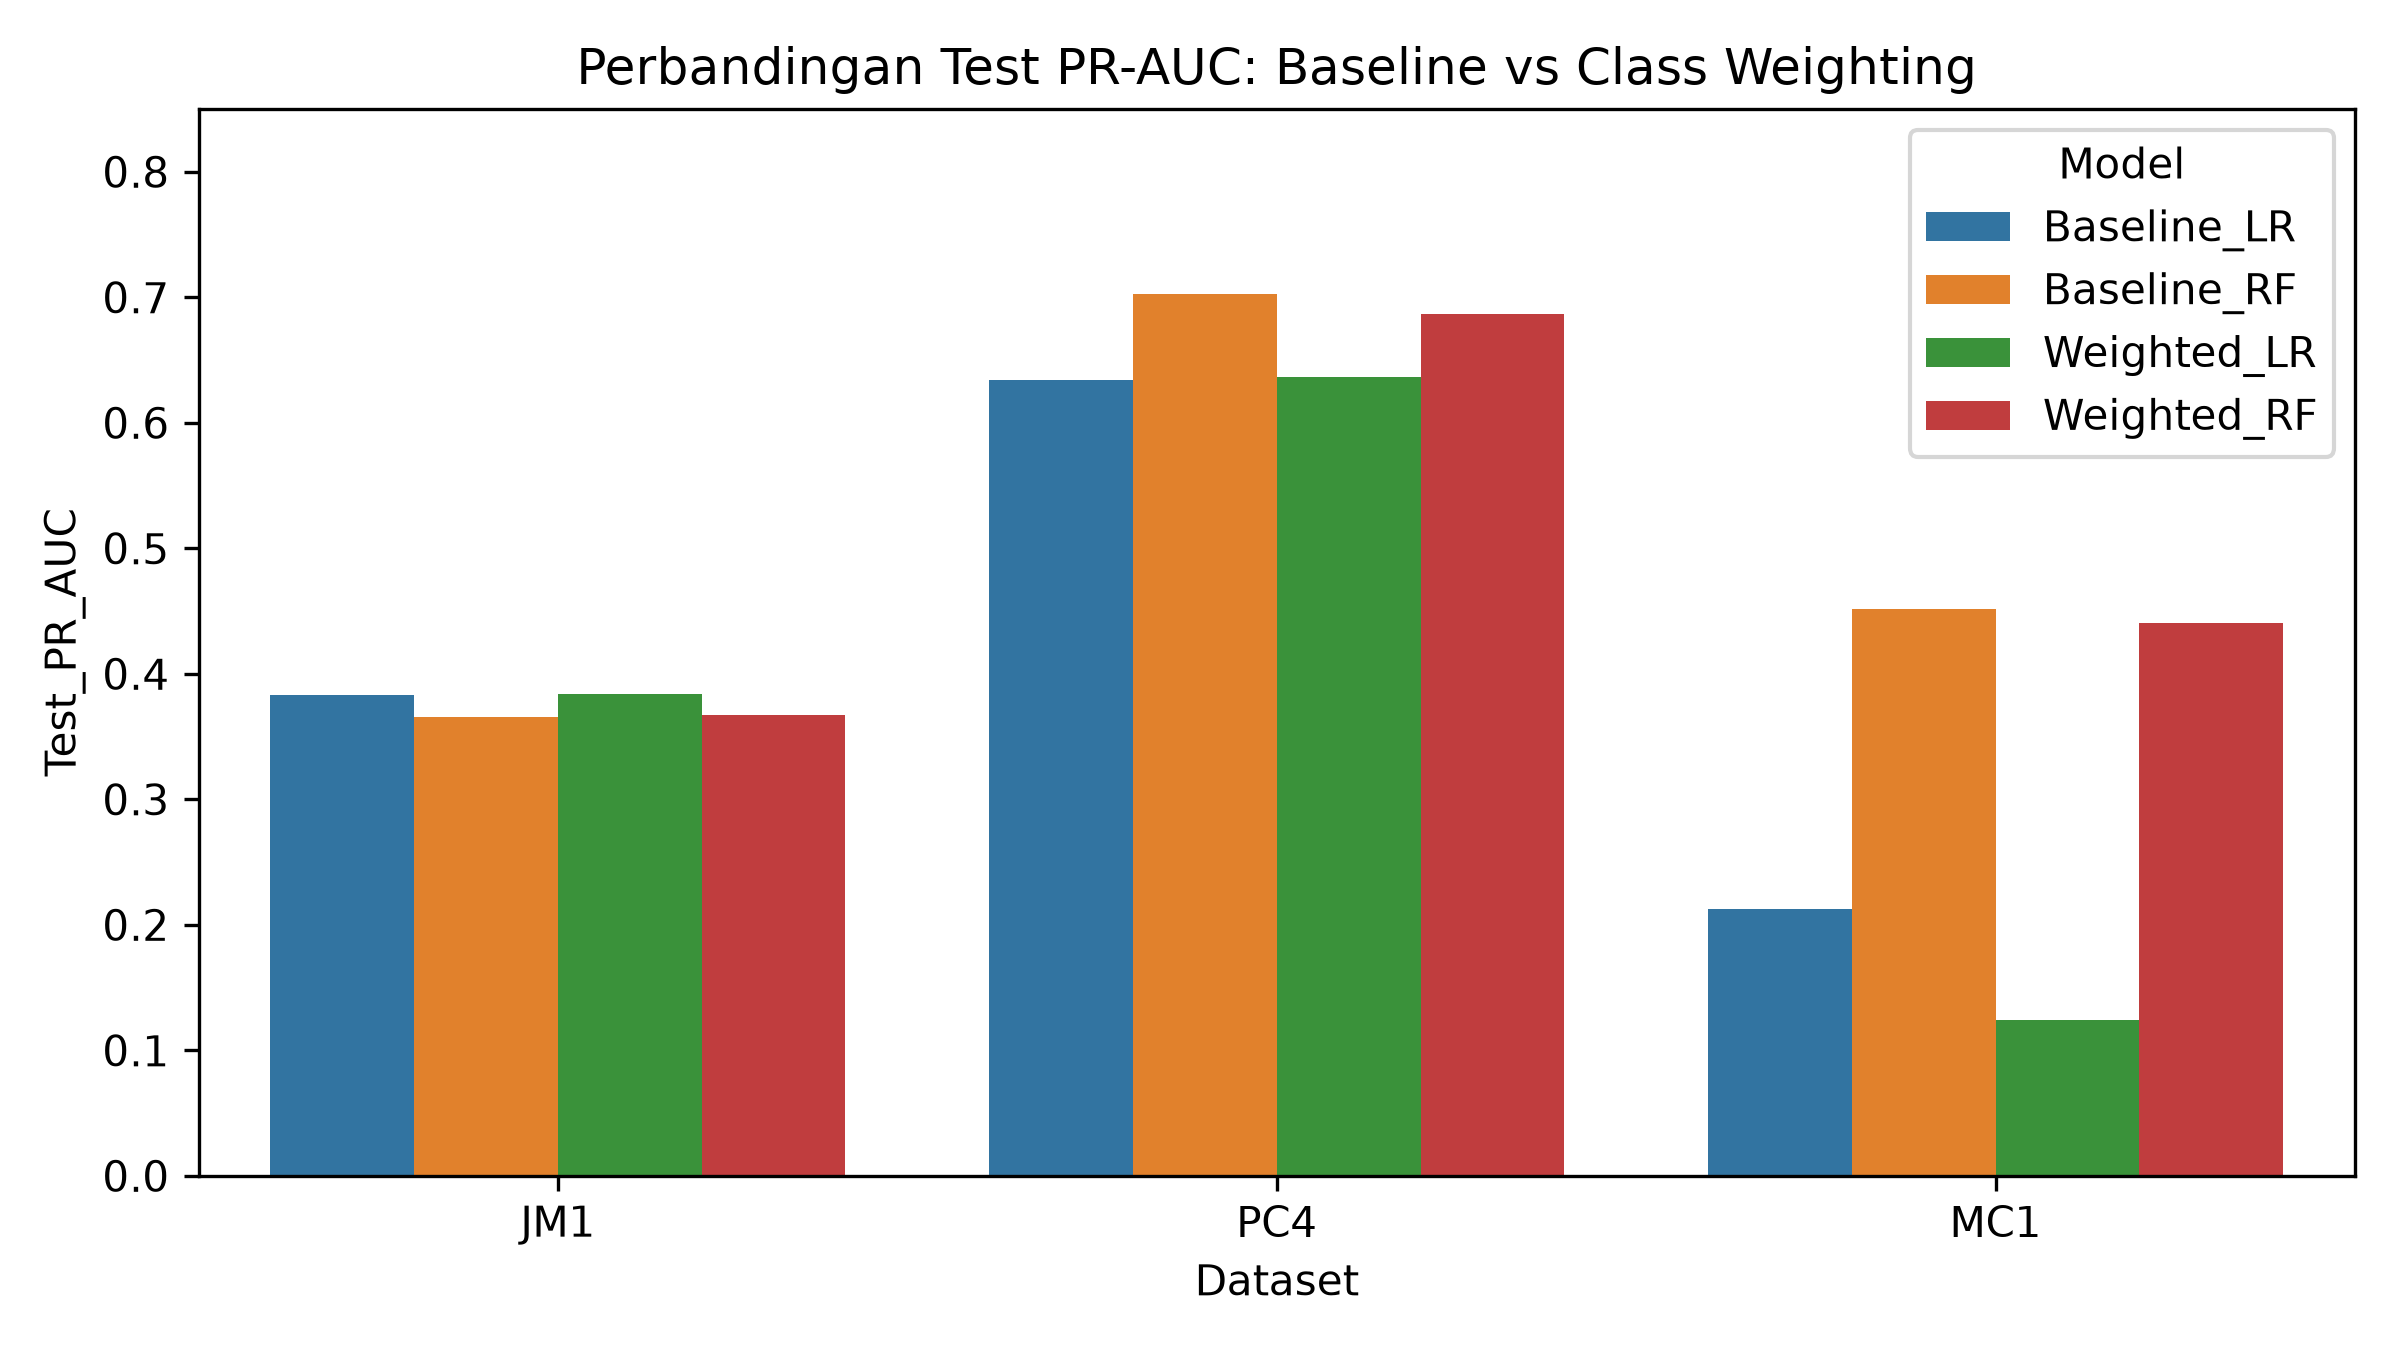 Perbandingan Test PR-AUC: Baseline vs Class Weighting
Test_PR_AUC
0.8
0.7
0.6
0.5
0.4
0.3
0.2
0.1
0.0
Model
Baseline_LR
Baseline_RF
Weighted_LR
Weighted_RF
JM1
PC4
MC1
Dataset